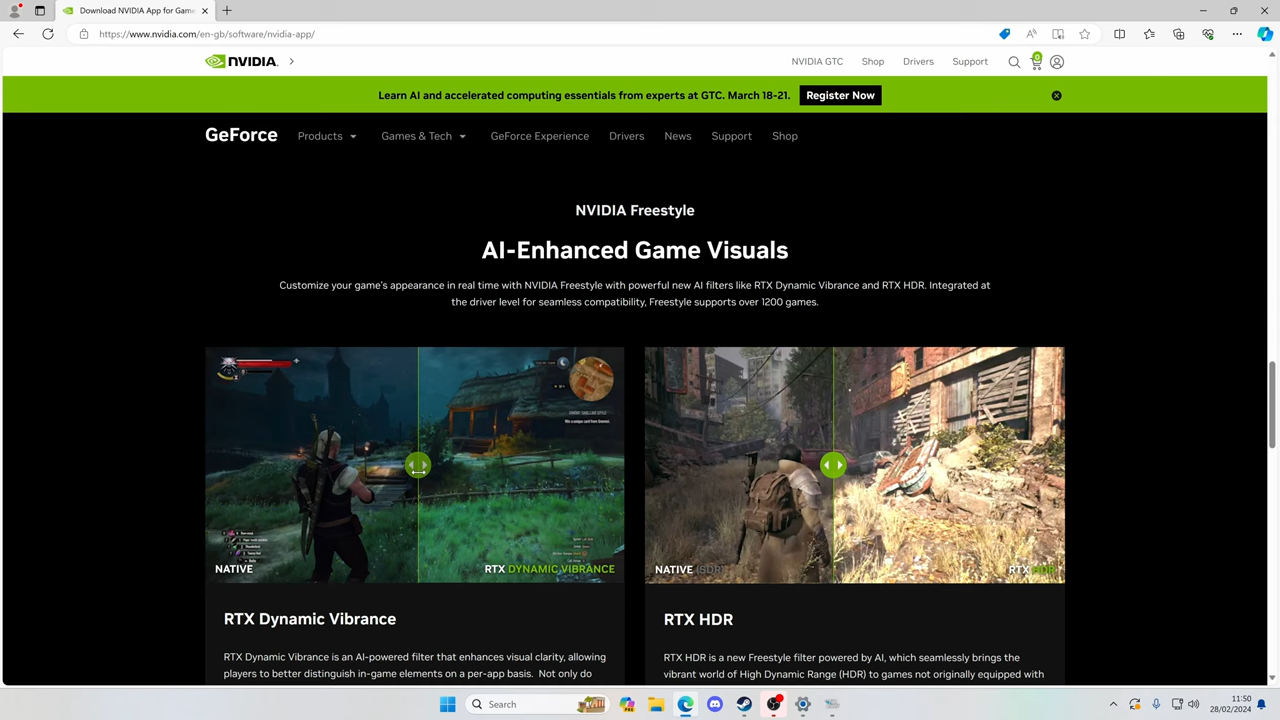 Download NVIDIA App for Game
https://www.nvidia.com/en-gb/software/nvidia-app/
NVIDIA
NVIDIA GTC
Shop
Drivers
Support
0
Learn AI and accelerated computing essentials from experts at GTC. March 18-21.
Register Now
GeForce
Products
Games & Tech
GeForce Experience
Drivers
News
Support
Shop
NVIDIA Freestyle
AI-Enhanced Game Visuals
Customize your game's appearance in real time with NVIDIA Freestyle with powerful new AI filters like RTX Dynamic Vibrance and RTX HDR. Integrated at
the driver level for seamless compatibility, Freestyle supports over 1200 games.
NATIVE
RTX DYNAMIC VIBRANCE
NATIVE (SDR)
RTX HDR
RTX Dynamic Vibrance
RTX HDR
RTX Dynamic Vibrance is an AI-powered filter that enhances visual clarity, allowing
players to better distinguish in-game elements on a per-app basis. Not only do
RTX HDR is a new Freestyle filter powered by AI, which seamlessly brings the
vibrant world of High Dynamic Range (HDR) to games not originally equipped with
Search
11:50
28/02/2024